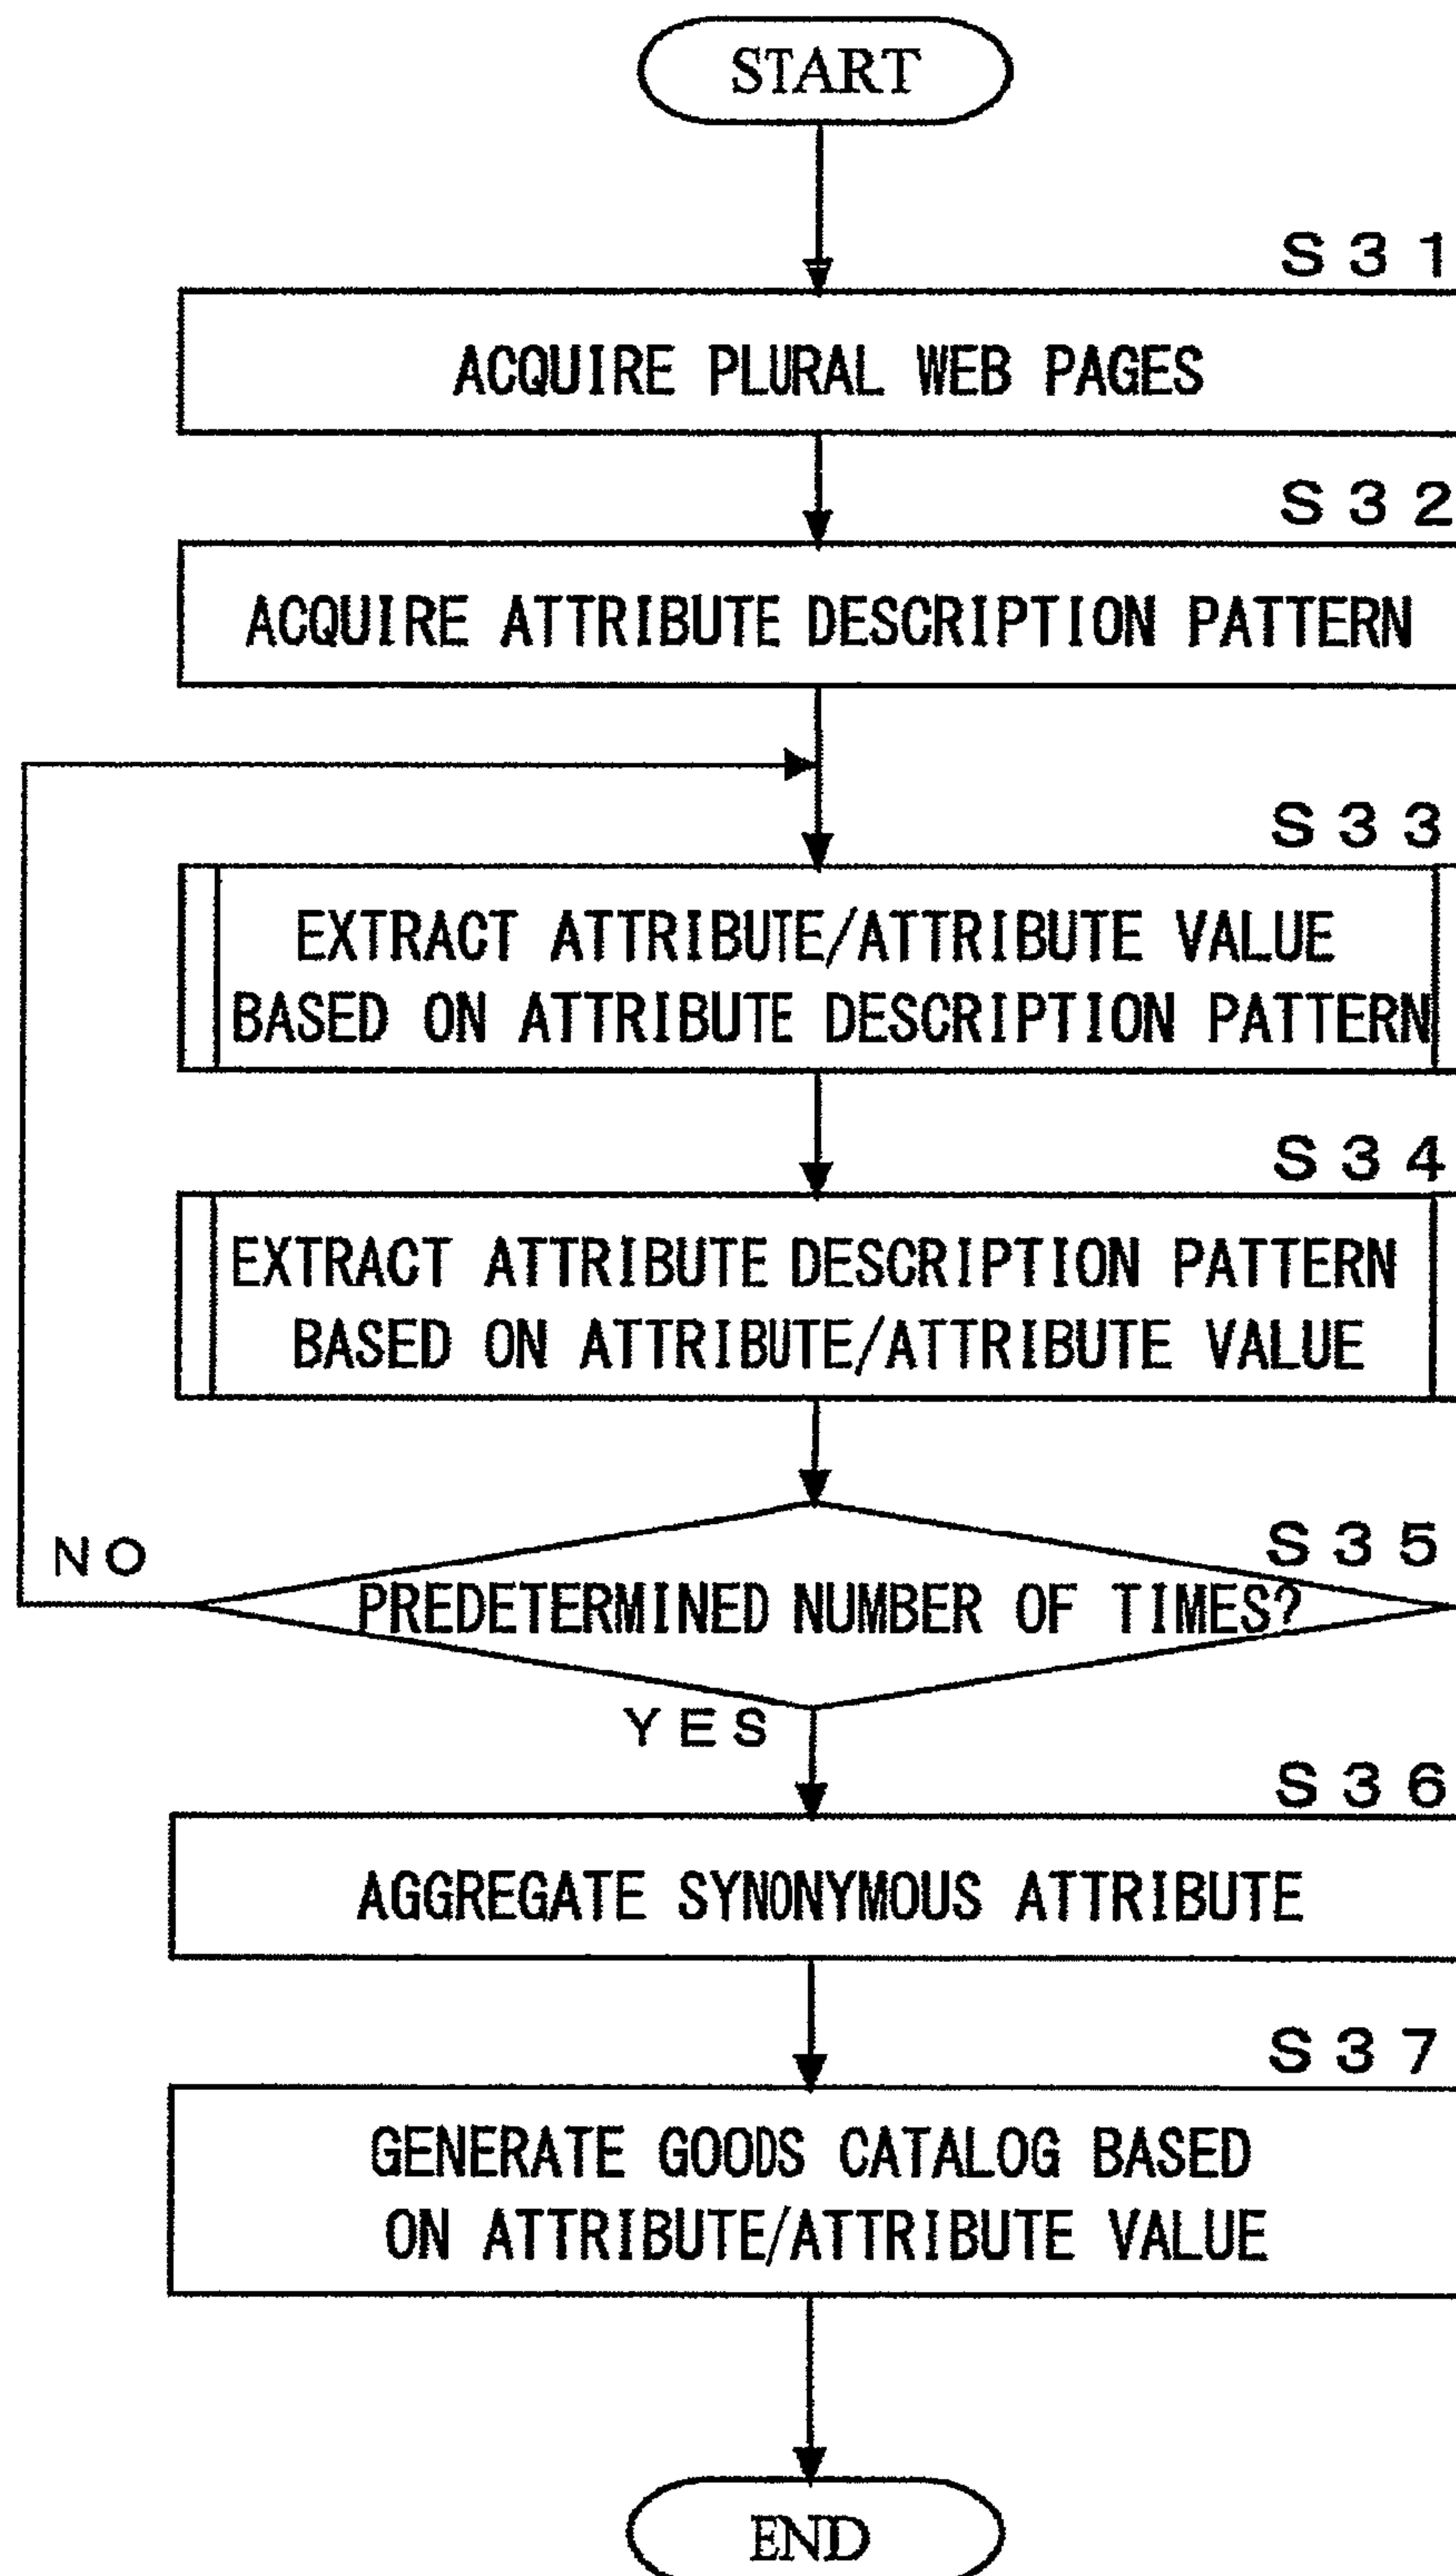 START
S31
ACQUIRE PLURAL WEB PAGES
S32
ACQUIRE ATTRIBUTE DESCRIPTION PATTERN
S33
EXTRACT ATTRIBUTE/ATTRIBUTE VALUE
BASED ON ATTRIBUTE DESCRIPTION PATTERN
S34
EXTRACT ATTRIBUTE DESCRIPTION PATTERN
BASED ON ATTRIBUTE/ATTRIBUTE VALUE
S35
NO
PREDETERMINED NUMBER OF TIMES?
YES
S36
AGGREGATE SYNONYMOUS ATTRIBUTE
S37
GENERATE GOODS CATALOG BASED
ON ATTRIBUTE/ATTRIBUTE VALUE
END